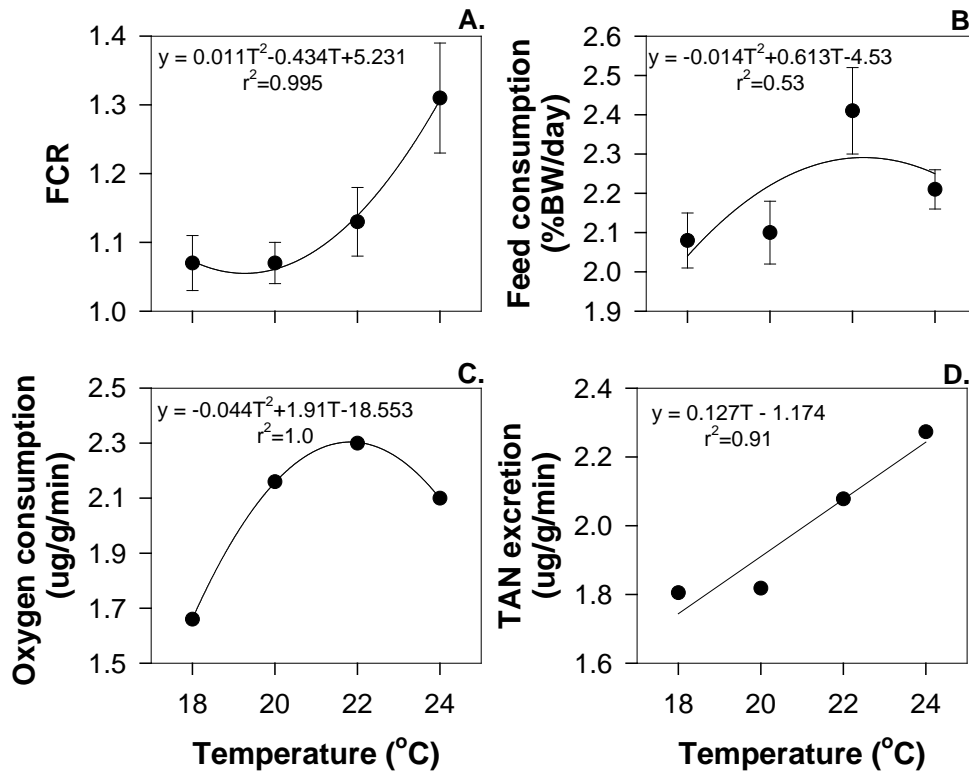 A.
y = 0.011T²-0.434T+5.231
r²=0.995
FCR
1.4
1.3
1.2
1.1
1.0
B.
y = -0.014T²+0.613T-4.53
r²=0.53
Feed consumption
(%BW/day)
2.6
2.5
2.4
2.3
2.2
2.1
2.0
1.9
C.
y = -0.044T²+1.91T-18.553
r²=1.0
Oxygen consumption
(ug/g/min)
2.5
2.3
2.1
1.9
1.7
1.5
18 20 22 24
Temperature (°C)
D.
y = 0.127T - 1.174
r²=0.91
TAN excretion
(ug/g/min)
2.4
2.2
2.0
1.8
1.6
18 20 22 24
Temperature (°C)